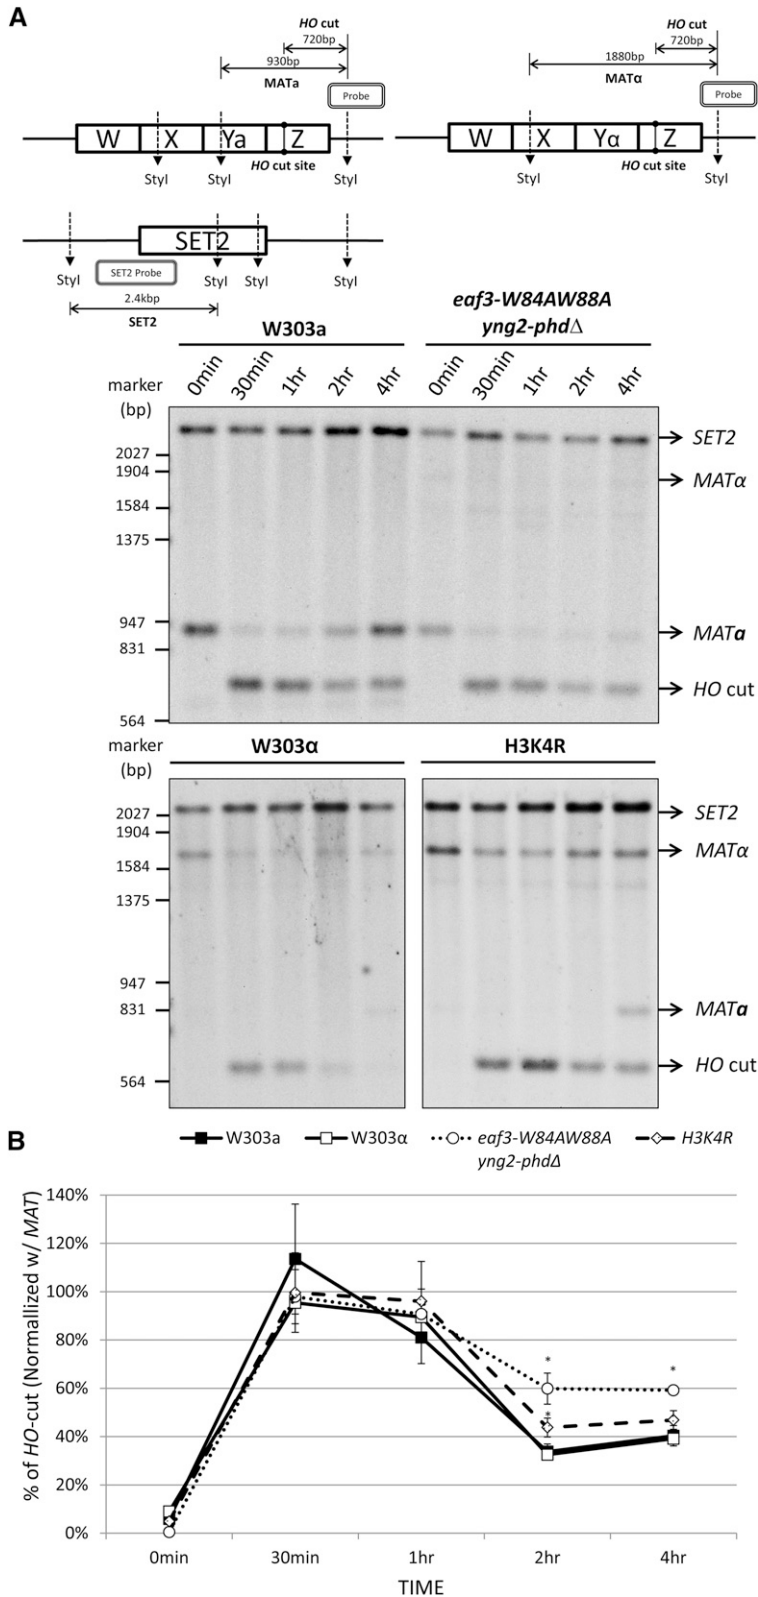 A
HO cut
720bp
930bp
MATa
Probe
W X Ya Z
HO cut site
StyI StyI StyI
HO cut
720bp
1880bp
MATα
Probe
W X Yα Z
HO cut site
StyI StyI
SET2
StyI SET2 Probe StyI StyI StyI
2.4kbp
SET2
W303a
eaf3-W84AW88A
yng2-phd∆
marker
(bp)
0min 30min 1hr 2hr 4hr 0min 30min 1hr 2hr 4hr
SET2
2027
1904
MATα
1584
1375
947
MATa
831
HO cut
564
marker
(bp)
W303α H3K4R
2027 SET2
1904
MATα
1584
1375
947
831 MATa
HO cut
564
B
W303a W303α eaf3-W84AW88A H3K4R
yng2-phdΔ
% of HO-cut (Normallized w/ MAT)
140%
120%
100%
80%
60%
40%
20%
0%
* * *
0min 30min 1hr 2hr 4hr
TIME